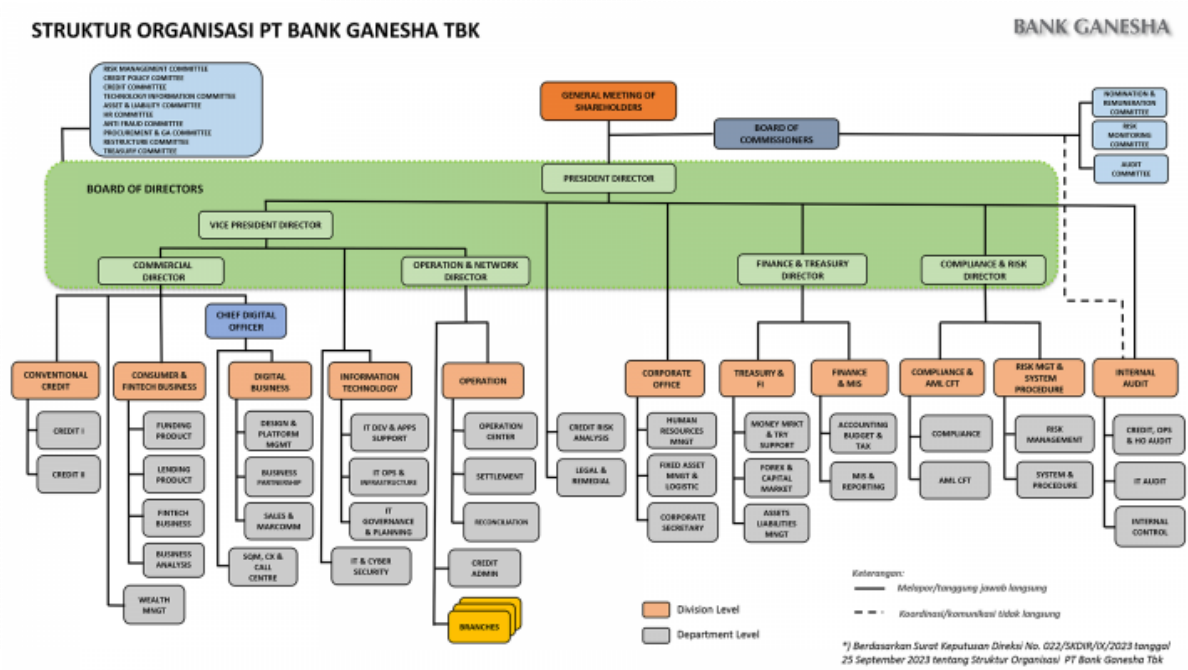 STRUKTUR ORGANISASI PT BANK GANESHA TBK
BANK GANESHA
RISK MANAGEMENT COMMITTEE
CREDIT POLICY COMITTEE
CREDIT COMMITTEE
TECHNOLOGY INFORMATION COMMITTEE
ASSET & LIABILITY COMMITTEE
HR COMMITTEE
ANTI FRAUD COMMITTEE
PROCUREMENT & GA COMMITTEE
RESTRUCTURE COMMITTEE
TREASURY COMMITTEE
GENERAL MEETING OF
SHAREHOLDERS
BOARD OF
COMMISSIONERS
NOMINATION &
REMUNERATION
COMMITTEE
RISK
MONITORING
COMMITTEE
AUDIT
COMMITTEE
BOARD OF DIRECTORS
PRESIDENT DIRECTOR
VICE PRESIDENT DIRECTOR
COMMERCIAL
DIRECTOR
OPERATION & NETWORK
DIRECTOR
FINANCE & TREASURY
DIRECTOR
COMPLIANCE & RISK
DIRECTOR
CHIEF DIGITAL
OFFICER
CONVENTIONAL
CREDIT
CONSUMER &
FINTECH BUSINESS
DIGITAL
BUSINESS
INFORMATION
TECHNOLOGY
OPERATION
CORPORATE
OFFICE
TREASURY &
FI
FINANCE
& MIS
COMPLIANCE &
AML CFT
RISK MGT &
SYSTEM
PROCEDURE
INTERNAL
AUDIT
CREDIT I
CREDIT II
FUNDING
PRODUCT
LENDING
PRODUCT
FINTECH
BUSINESS
BUSINESS
ANALYSIS
WEALTH
MNGT
DESIGN &
PLATFORM
MGMT
BUSINESS
PARTNERSHIP
SALES &
MARCOMM
SQM, CX &
CALL
CENTRE
IT DEV & APPS
SUPPORT
IT OPS &
INFRASTRUCTURE
IT
GOVERNANCE
& PLANNING
IT & CYBER
SECURITY
OPERATION
CENTER
SETTLEMENT
RECONCILIATION
CREDIT
ADMIN
BRANCHES
CREDIT RISK
ANALYSIS
LEGAL &
REMEDIAL
HUMAN
RESOURCES
MNGT
FIXED ASSET
MNGT &
LOGISTIC
CORPORATE
SECRETARY
MONEY MRKT
& TRY
SUPPORT
FOREX &
CAPITAL
MARKET
ASSETS
LIABILITIES
MNGT
ACCOUNTING
BUDGET &
TAX
MIS &
REPORTING
COMPLIANCE
AML CFT
RISK
MANAGEMENT
SYSTEM &
PROCEDURE
CREDIT, OPS
& HO AUDIT
IT AUDIT
INTERNAL
CONTROL
Division Level
Department Level
Keterangan:
Melapor/tanggung jawab langsung
Koordinasi/komunikasi tidak langsung
*) Berdasarkan Surat Keputusan Direksi No. 022/SKDIR/IX/2023 tanggal
25 September 2023 tentang Struktur Organisasi PT Bank Ganesha Tbk